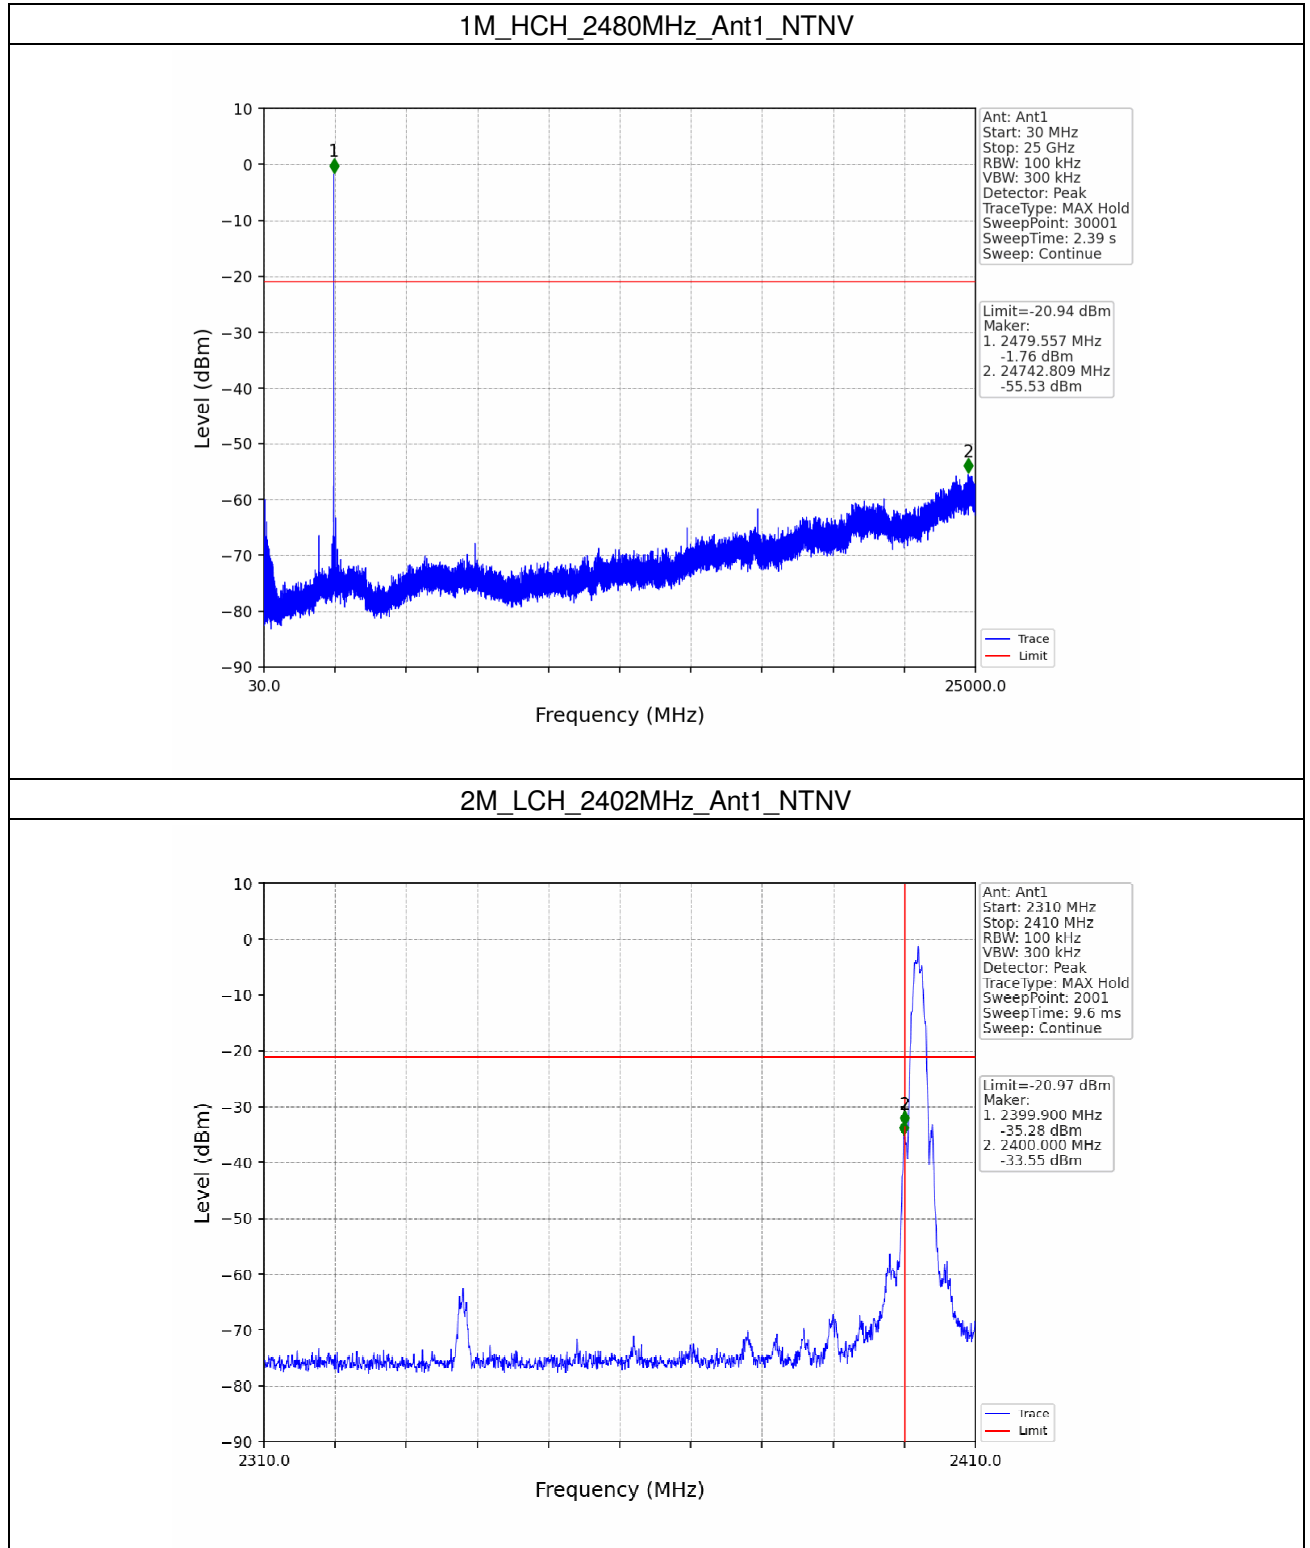 1M_HCH_2480MHz_Ant1_NTNV
10
0
−10
−20
−30
−40
−50
−60
−70
−80
−90
Level (dBm)
1
2
30.0
25000.0
Frequency (MHz)
Ant: Ant1
Start: 30 MHz
Stop: 25 GHz
RBW: 100 kHz
VBW: 300 kHz
Detector: Peak
TraceType: MAX Hold
SweepPoint: 30001
SweepTime: 2.39 s
Sweep: Continue
Limit=-20.94 dBm
Maker:
1. 2479.557 MHz
-1.76 dBm
2. 24742.809 MHz
-55.53 dBm
Trace
Limit
2M_LCH_2402MHz_Ant1_NTNV
10
0
−10
−20
−30
−40
−50
−60
−70
−80
−90
Level (dBm)
2
2310.0
2410.0
Frequency (MHz)
Ant: Ant1
Start: 2310 MHz
Stop: 2410 MHz
RBW: 100 kHz
VBW: 300 kHz
Detector: Peak
TraceType: MAX Hold
SweepPoint: 2001
SweepTime: 9.6 ms
Sweep: Continue
Limit=-20.97 dBm
Maker:
1. 2399.900 MHz
-35.28 dBm
2. 2400.000 MHz
-33.55 dBm
Trace
Limit